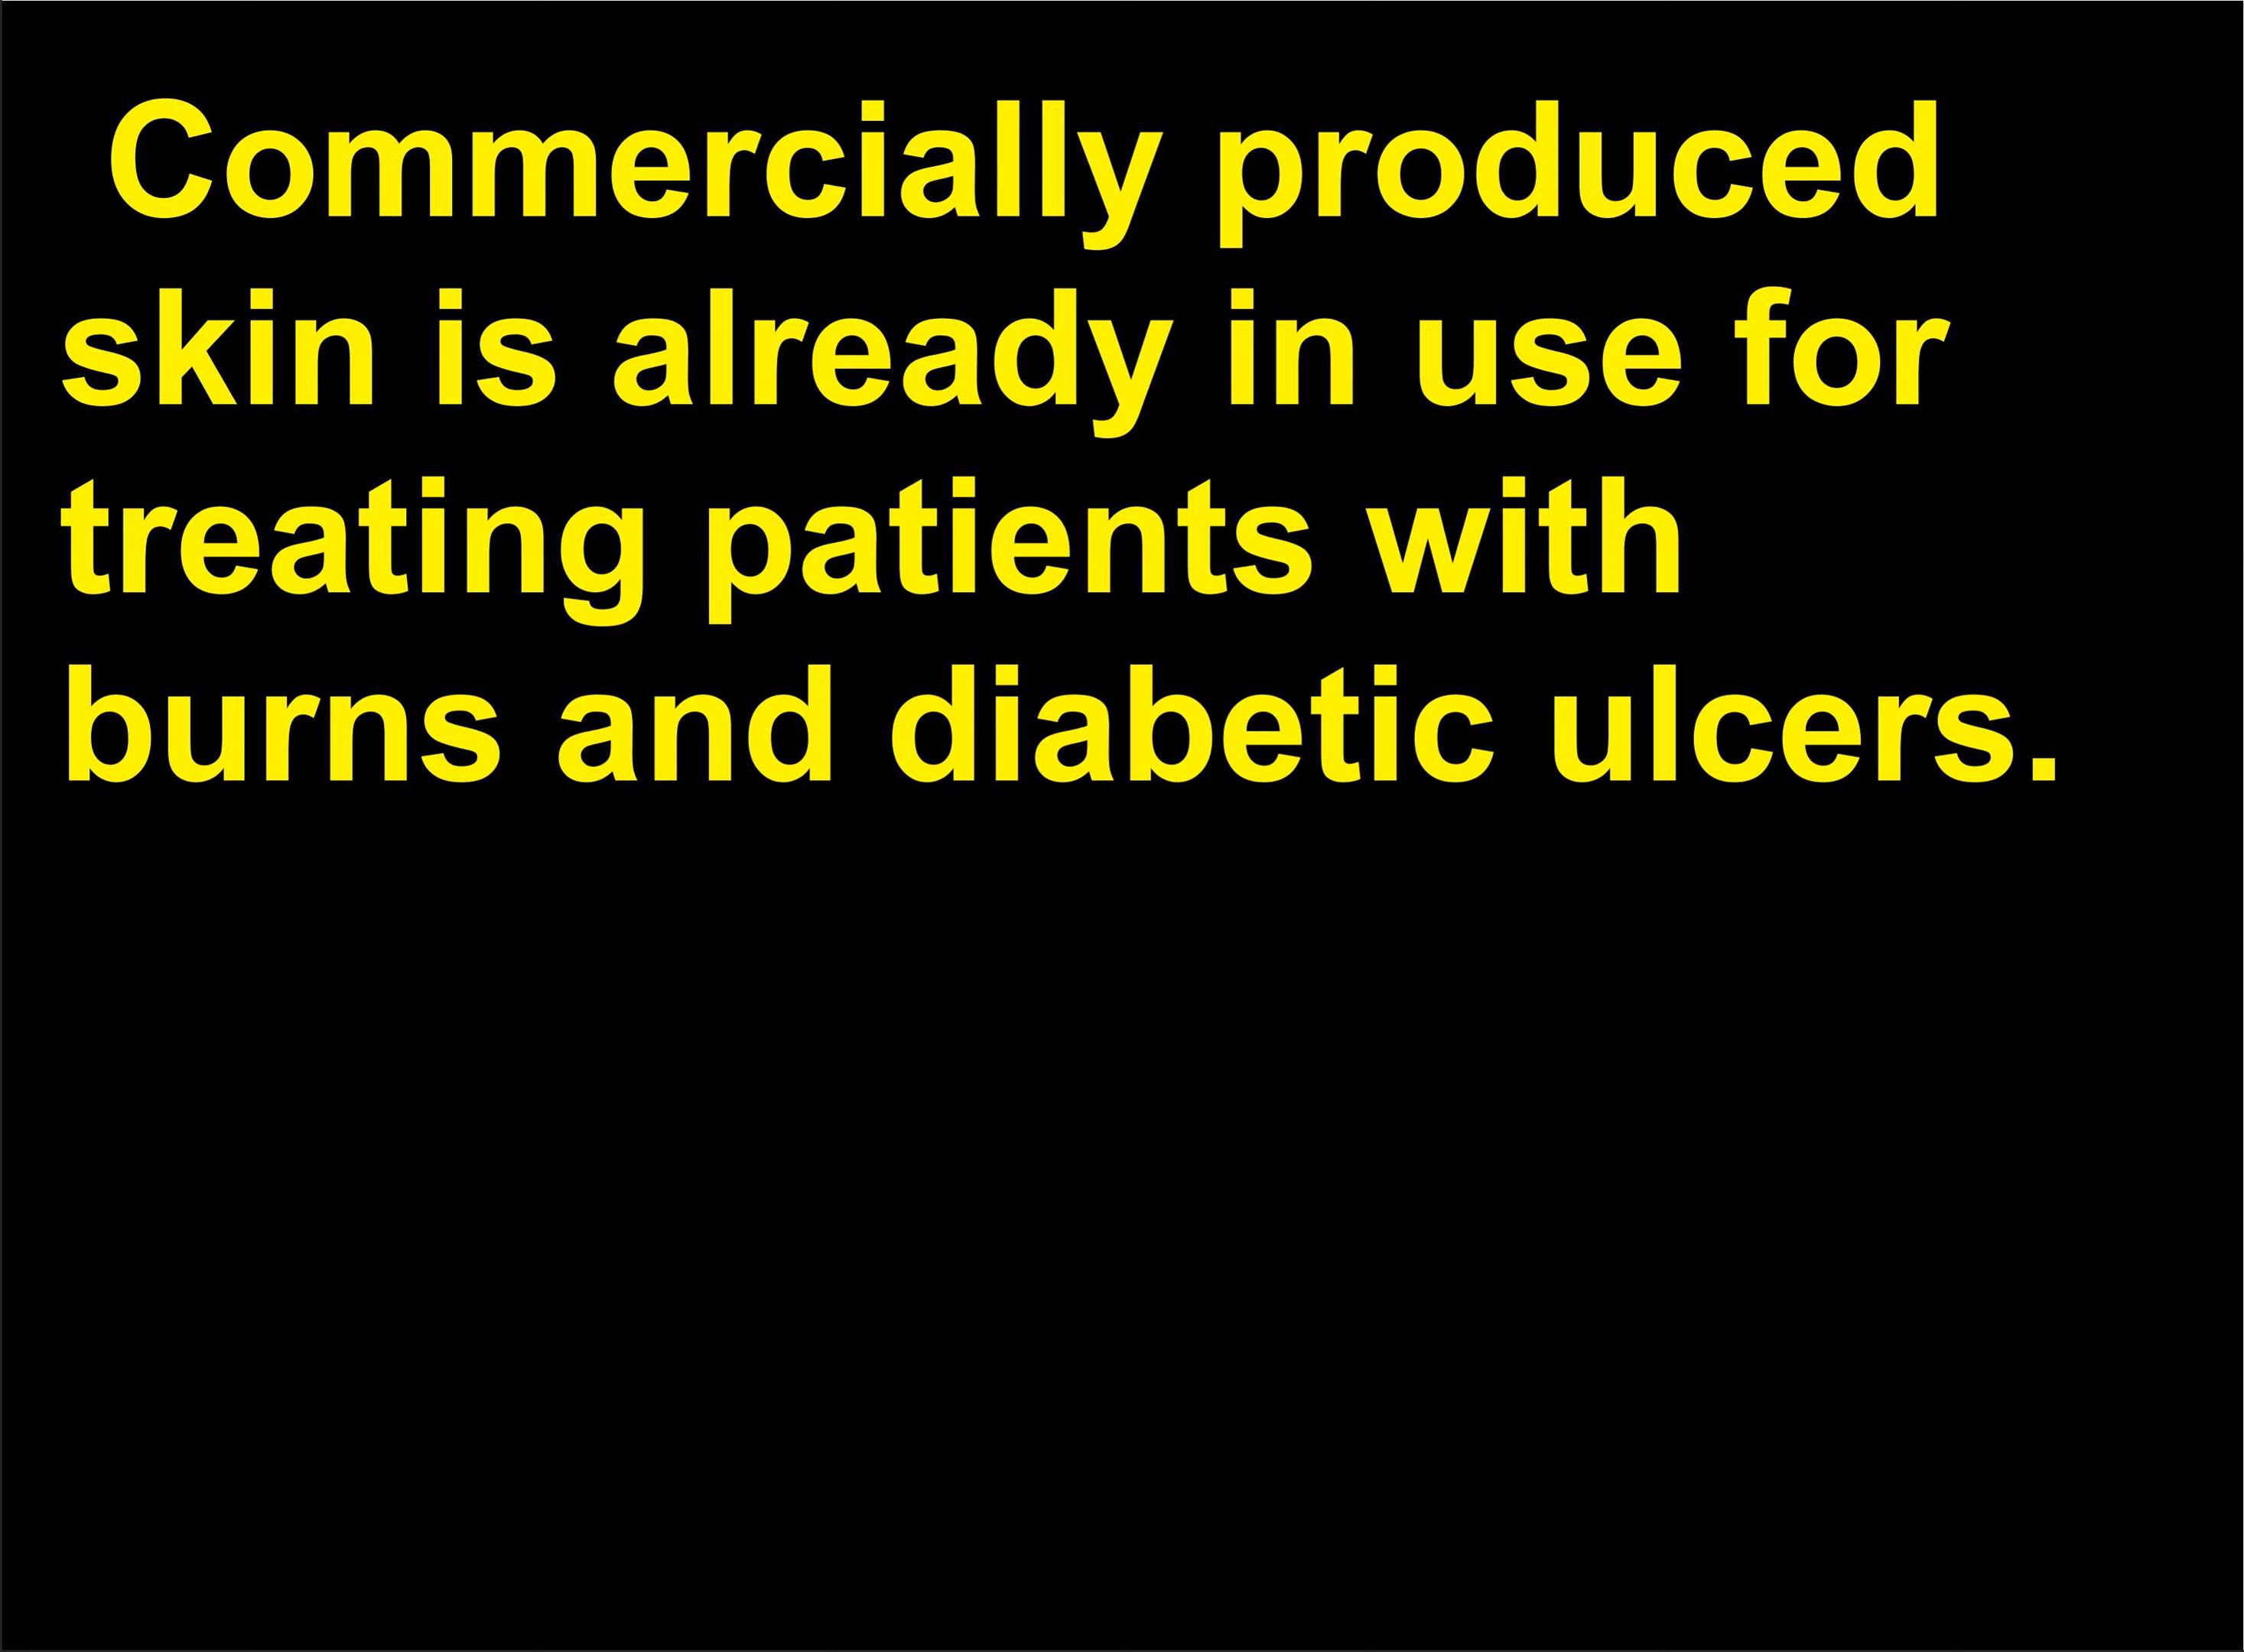 Commercially produced
skin is already in use for
treating patients with
burns and diabetic ulcers.